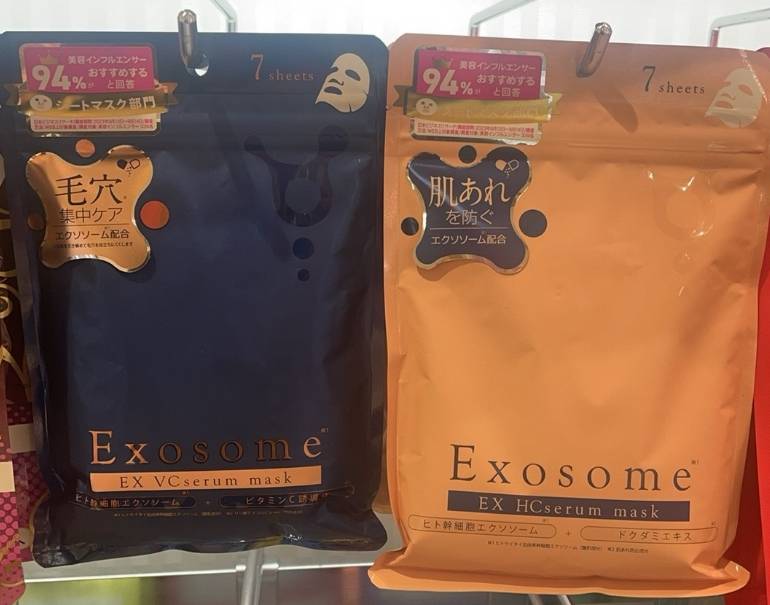 美容インフルエンサー
94%が
おすすめする
と回答
シートマスク部門
7 sheets
毛穴
集中ケア
エクソソーム配合
Exosome
EX VCserum mask
ヒト幹細胞エクソソーム
+
ビタミンC誘導
美容インフルエンサー
94%が
おすすめする
と回答
7 sheets
肌あれ
を防ぐ
エクソソーム配合
Exosome
EX HCserum mask
ヒト幹細胞エクソソーム
+
ドクダミエキス